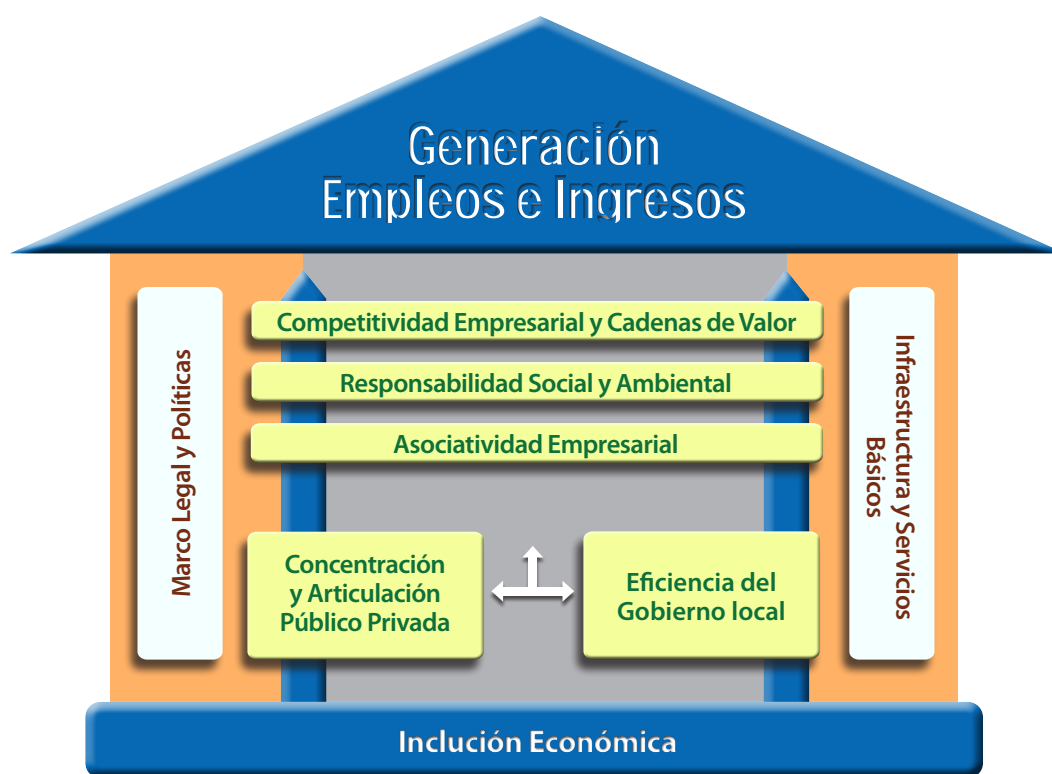 Generación
Empleos e Ingresos
Marco Legal y Políticas
Competitividad Empresarial y Cadenas de Valor
Responsabilidad Social y Ambiental
Asociatividad Empresarial
Concentración
y Articulación
Público Privada
Eficiencia del
Gobierno local
Infraestructura y Servicios
Básicos
Inclución Económica